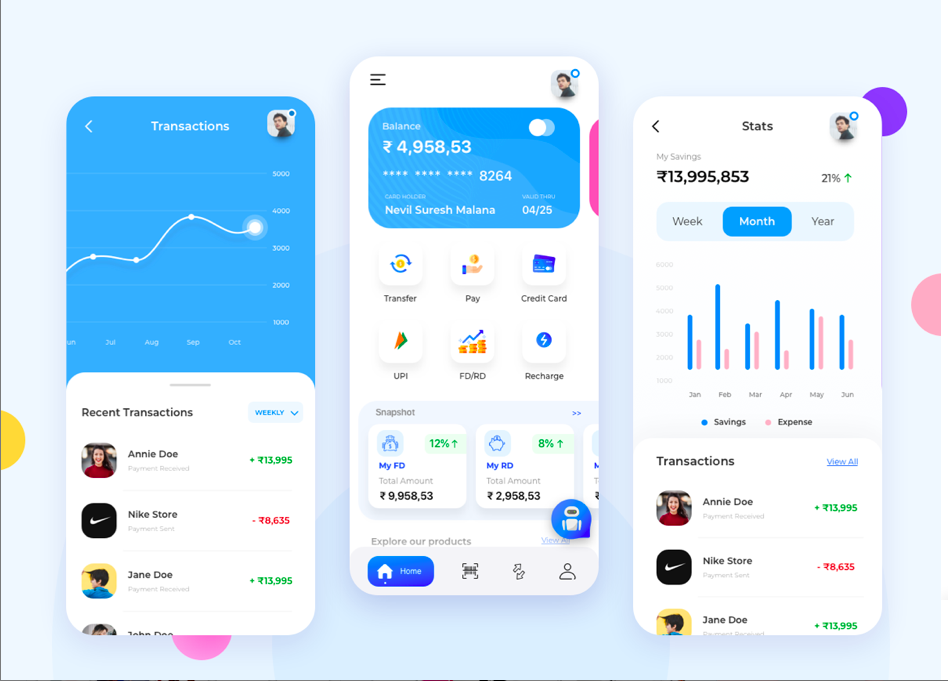 Transactions
5000
4000
3000
2000
1000
un Jul Aug Sep Oct
Recent Transactions
WEEKLY
Annie Doe
Payment Received
+ ₹13,995
Nike Store
Payment Sent
- ₹8,635
Jane Doe
Payment Received
+ ₹13,995
John Doe
Balance
₹ 4,958,53
**** **** **** 8264
CARD HOLDER VALID THRU
Nevil Suresh Malana 04/25
Transfer Pay Credit Card
UPI FD/RD Recharge
Snapshot >>
12% ↑
My FD
Total Amount
₹ 9,958,53
8% ↑
My RD
Total Amount
₹ 2,958,53
M
T
₹
Explore our products View All
Home
Stats
My Savings
₹13,995,853 21% ↑
Week Month Year
6000
5000
4000
3000
2000
1000
Jan Feb Mar Apr May Jun
Savings Expense
Transactions View All
Annie Doe
Payment Received
+ ₹13,995
Nike Store
Payment Sent
- ₹8,635
Jane Doe
Payment Received
+ ₹13,995